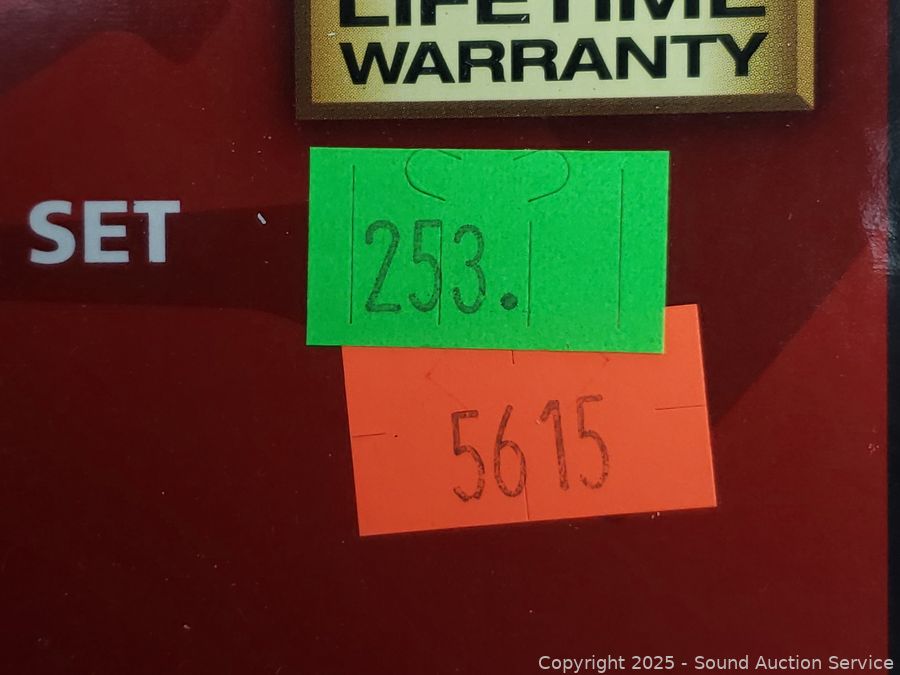 LIFETIME
WARRANTY
SET
253.
5615
Copyright 2025 - Sound Auction Service